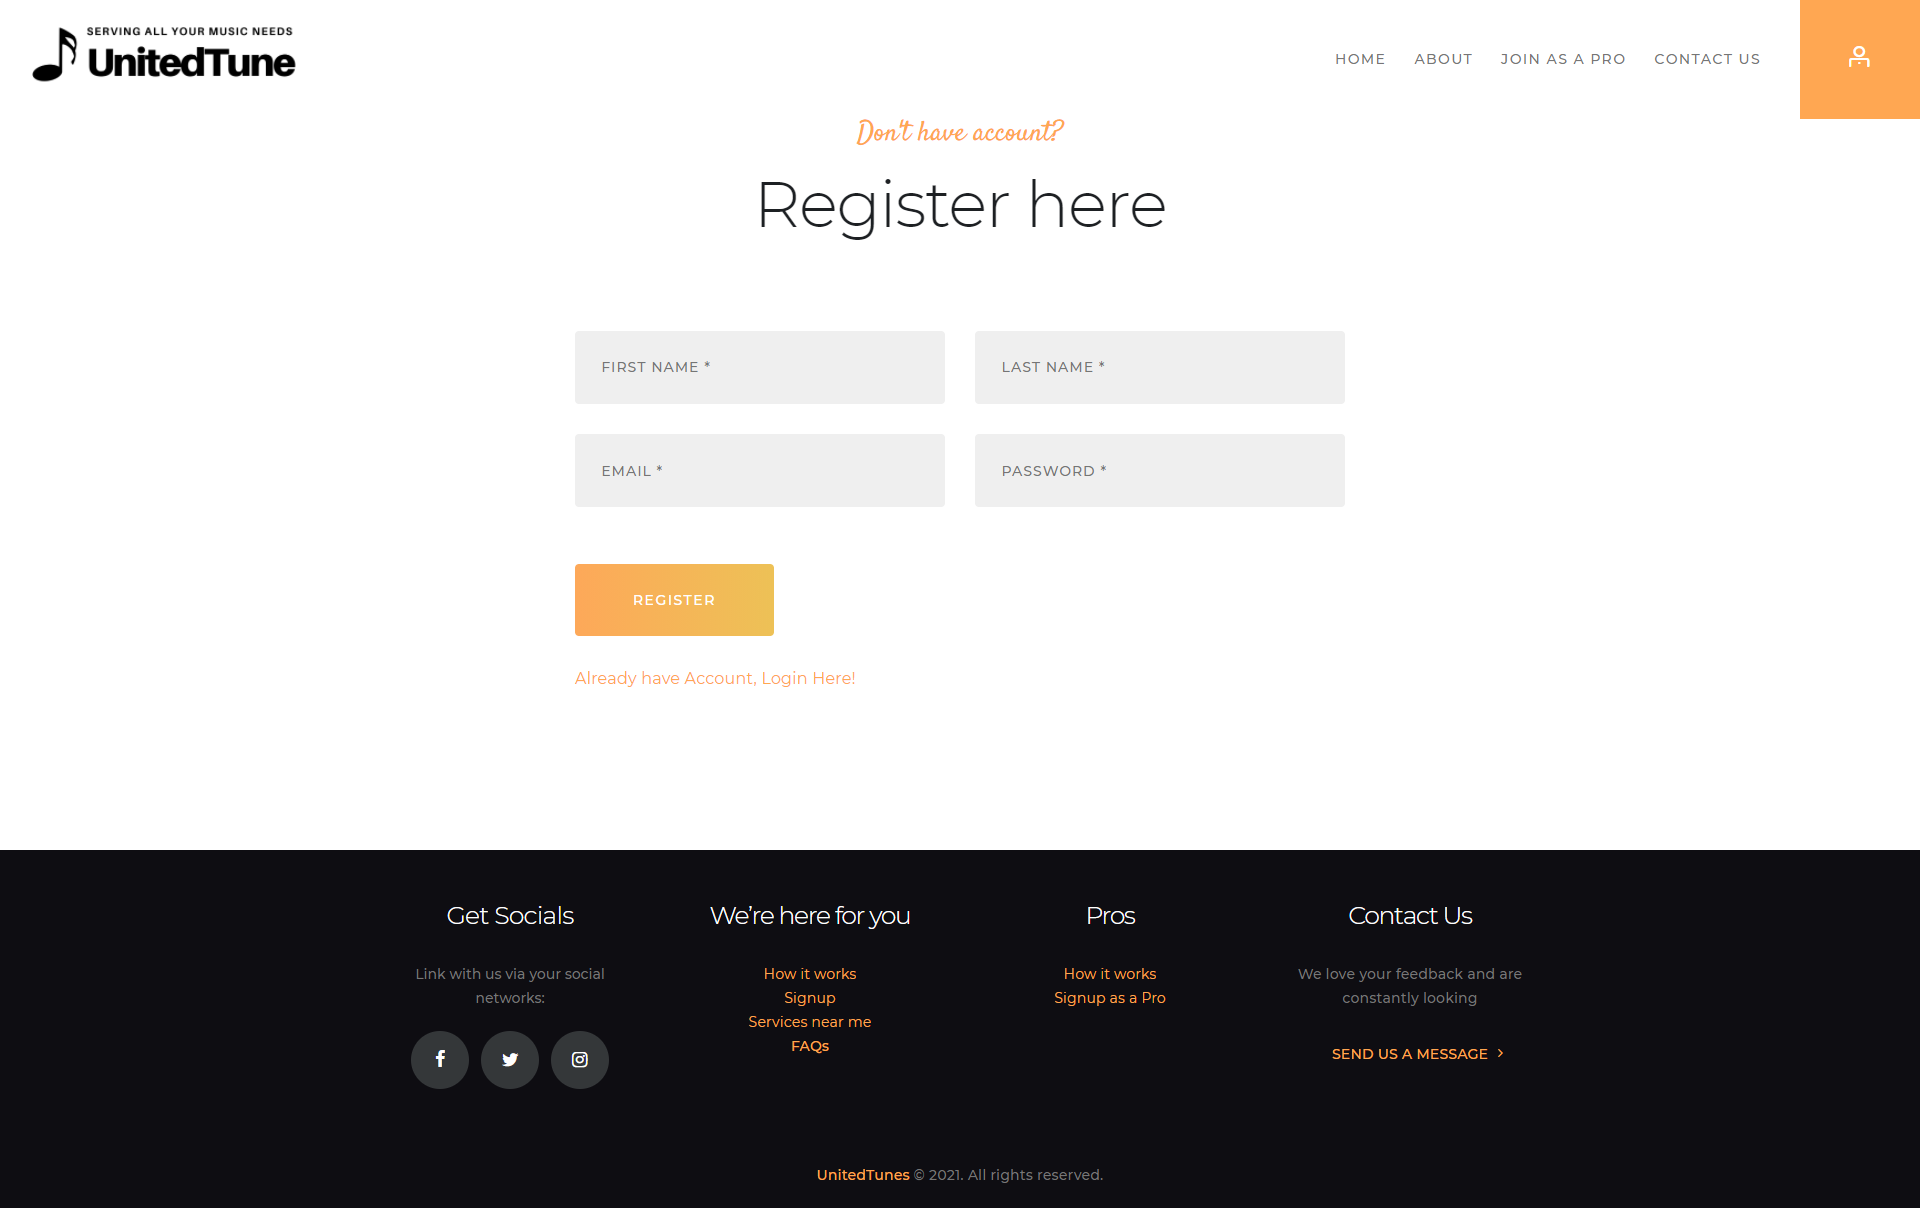 SERVING ALL YOUR MUSIC NEEDS
UnitedTune
HOME ABOUT JOIN AS A PRO CONTACT US
Don't have account?
Register here
FIRST NAME * LAST NAME *
EMAIL * PASSWORD *
REGISTER
Already have Account, Login Here!
Get Socials
Link with us via your social
networks:
We’re here for you
How it works
Signup
Services near me
FAQs
Pros
How it works
Signup as a Pro
Contact Us
We love your feedback and are
constantly looking
SEND US A MESSAGE
UnitedTunes © 2021. All rights reserved.